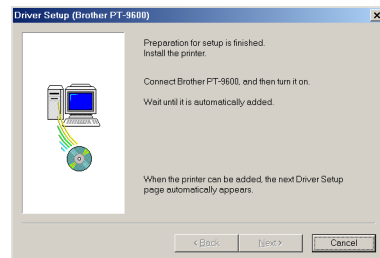 Driver Setup (Brother PT-9600)
Preparation for setup is finished.
Install the printer.
Connect Brother PT-9600, and then turn it on.
Wait until it is automatically added.
When the printer can be added, the next Driver Setup
page automatically appears.
< Back
Next >
Cancel